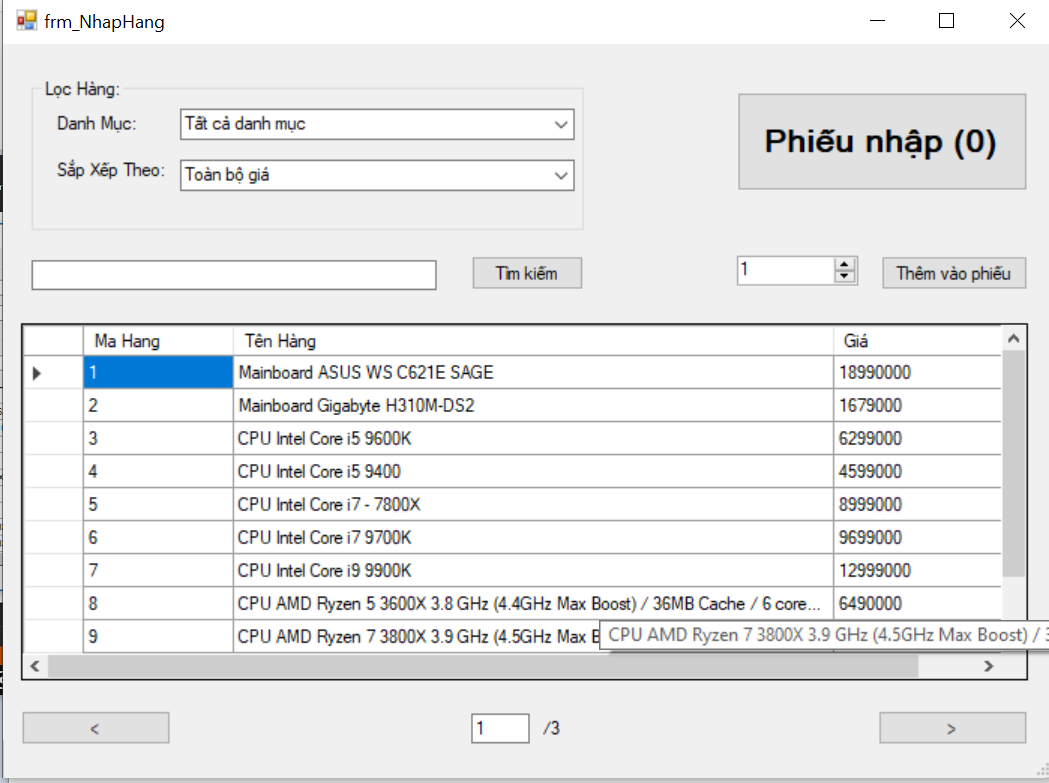 frm_NhapHang
Lọc Hàng:
Danh Mục: Tất cả danh mục
Sắp Xếp Theo: Toàn bộ giá
Phiếu nhập (0)
Tìm kiếm 1 Thêm vào phiếu
Ma Hang Tên Hàng Giá
1 Mainboard ASUS WS C621E SAGE 18990000
2 Mainboard Gigabyte H310M-DS2 1679000
3 CPU Intel Core i5 9600K 6299000
4 CPU Intel Core i5 9400 4599000
5 CPU Intel Core i7 - 7800X 8999000
6 CPU Intel Core i7 9700K 9699000
7 CPU Intel Core i9 9900K 12999000
8 CPU AMD Ryzen 5 3600X 3.8 GHz (4.4GHz Max Boost) / 36MB Cache / 6 core... 6490000
9 CPU AMD Ryzen 7 3800X 3.9 GHz (4.5GHz Max
CPU AMD Ryzen 7 3800X 3.9 GHz (4.5GHz Max Boost) /
< 1 /3 >